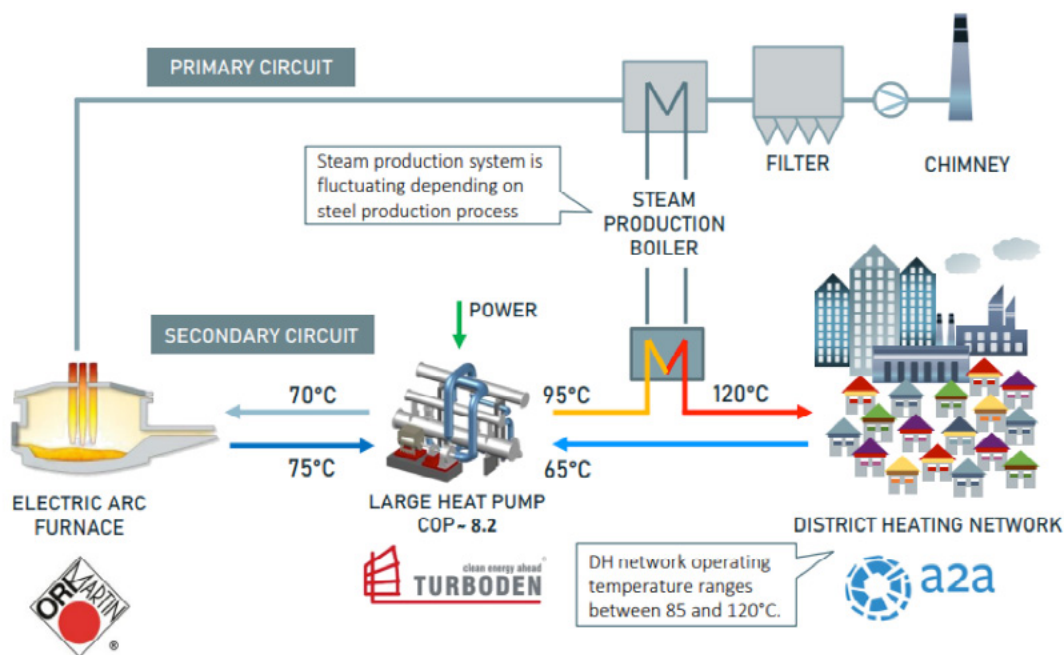 PRIMARY CIRCUIT
Steam production system is
fluctuating depending on
steel production process
STEAM
PRODUCTION
BOILER
FILTER
CHIMNEY
SECONDARY CIRCUIT
POWER
70°C
75°C
95°C
65°C
120°C
ELECTRIC ARC
FURNACE
LARGE HEAT PUMP
COP~ 8.2
DISTRICT HEATING NETWORK
ORI
MARTIN
®
clean energy ahead
TURBODEN
DH network operating
temperature ranges
between 85 and 120°C.
a2a